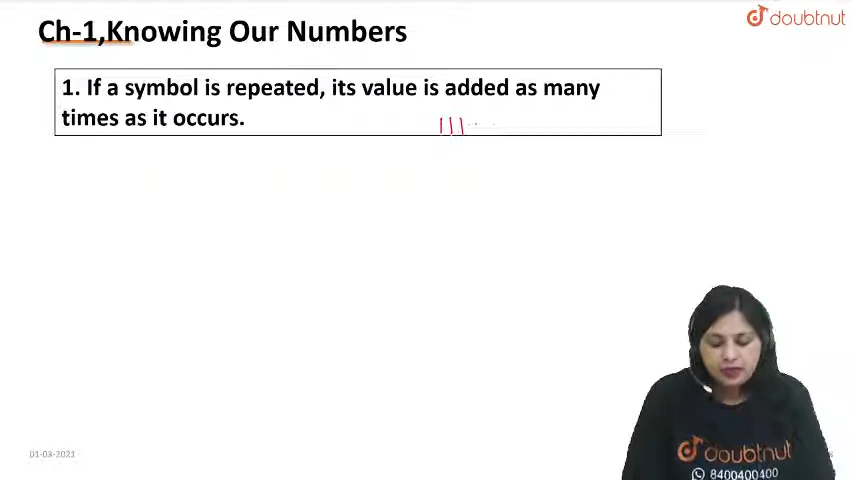 doubtnut
Ch-1,Knowing Our Numbers
1. If a symbol is repeated, its value is added as many
times as it occurs.
III
01-03-2021
doubtnut
8400400400